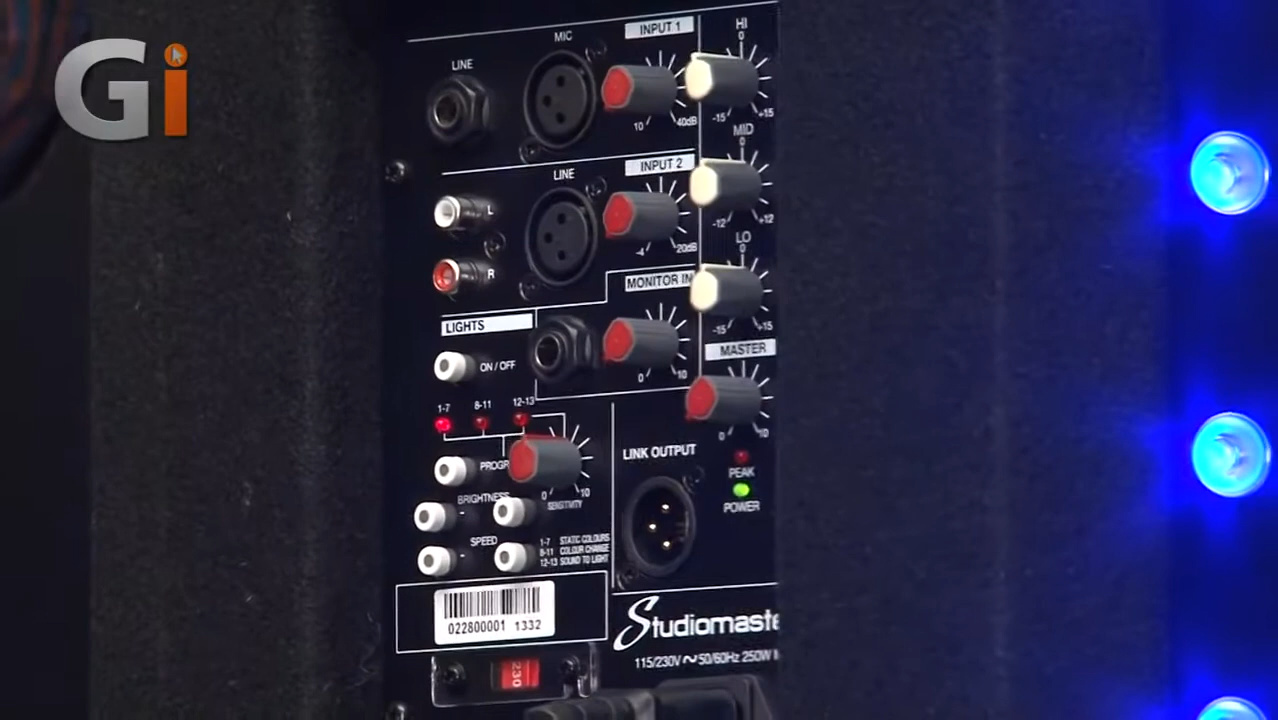 Gi
INPUT 1
HI
0
MIC
LINE
10
40dB
-15
+15
MID
0
INPUT 2
LINE
-12
+12
L
LO
0
-4
20dB
R
MONITOR IN
-15
+15
LIGHTS
MASTER
ON / OFF
0
10
1-7
8-11
12-13
0
10
LINK OUTPUT
PROGR
PEAK
BRIGHTNESS
0
10
-
SENSITIVITY
POWER
SPEED
-
1-7 STATIC COLOURS
8-11 COLOUR CHANGE
12-13 SOUND TO LIGHT
022800001 1332
Studiomaste
115/230V ~ 50/60Hz 250W
230